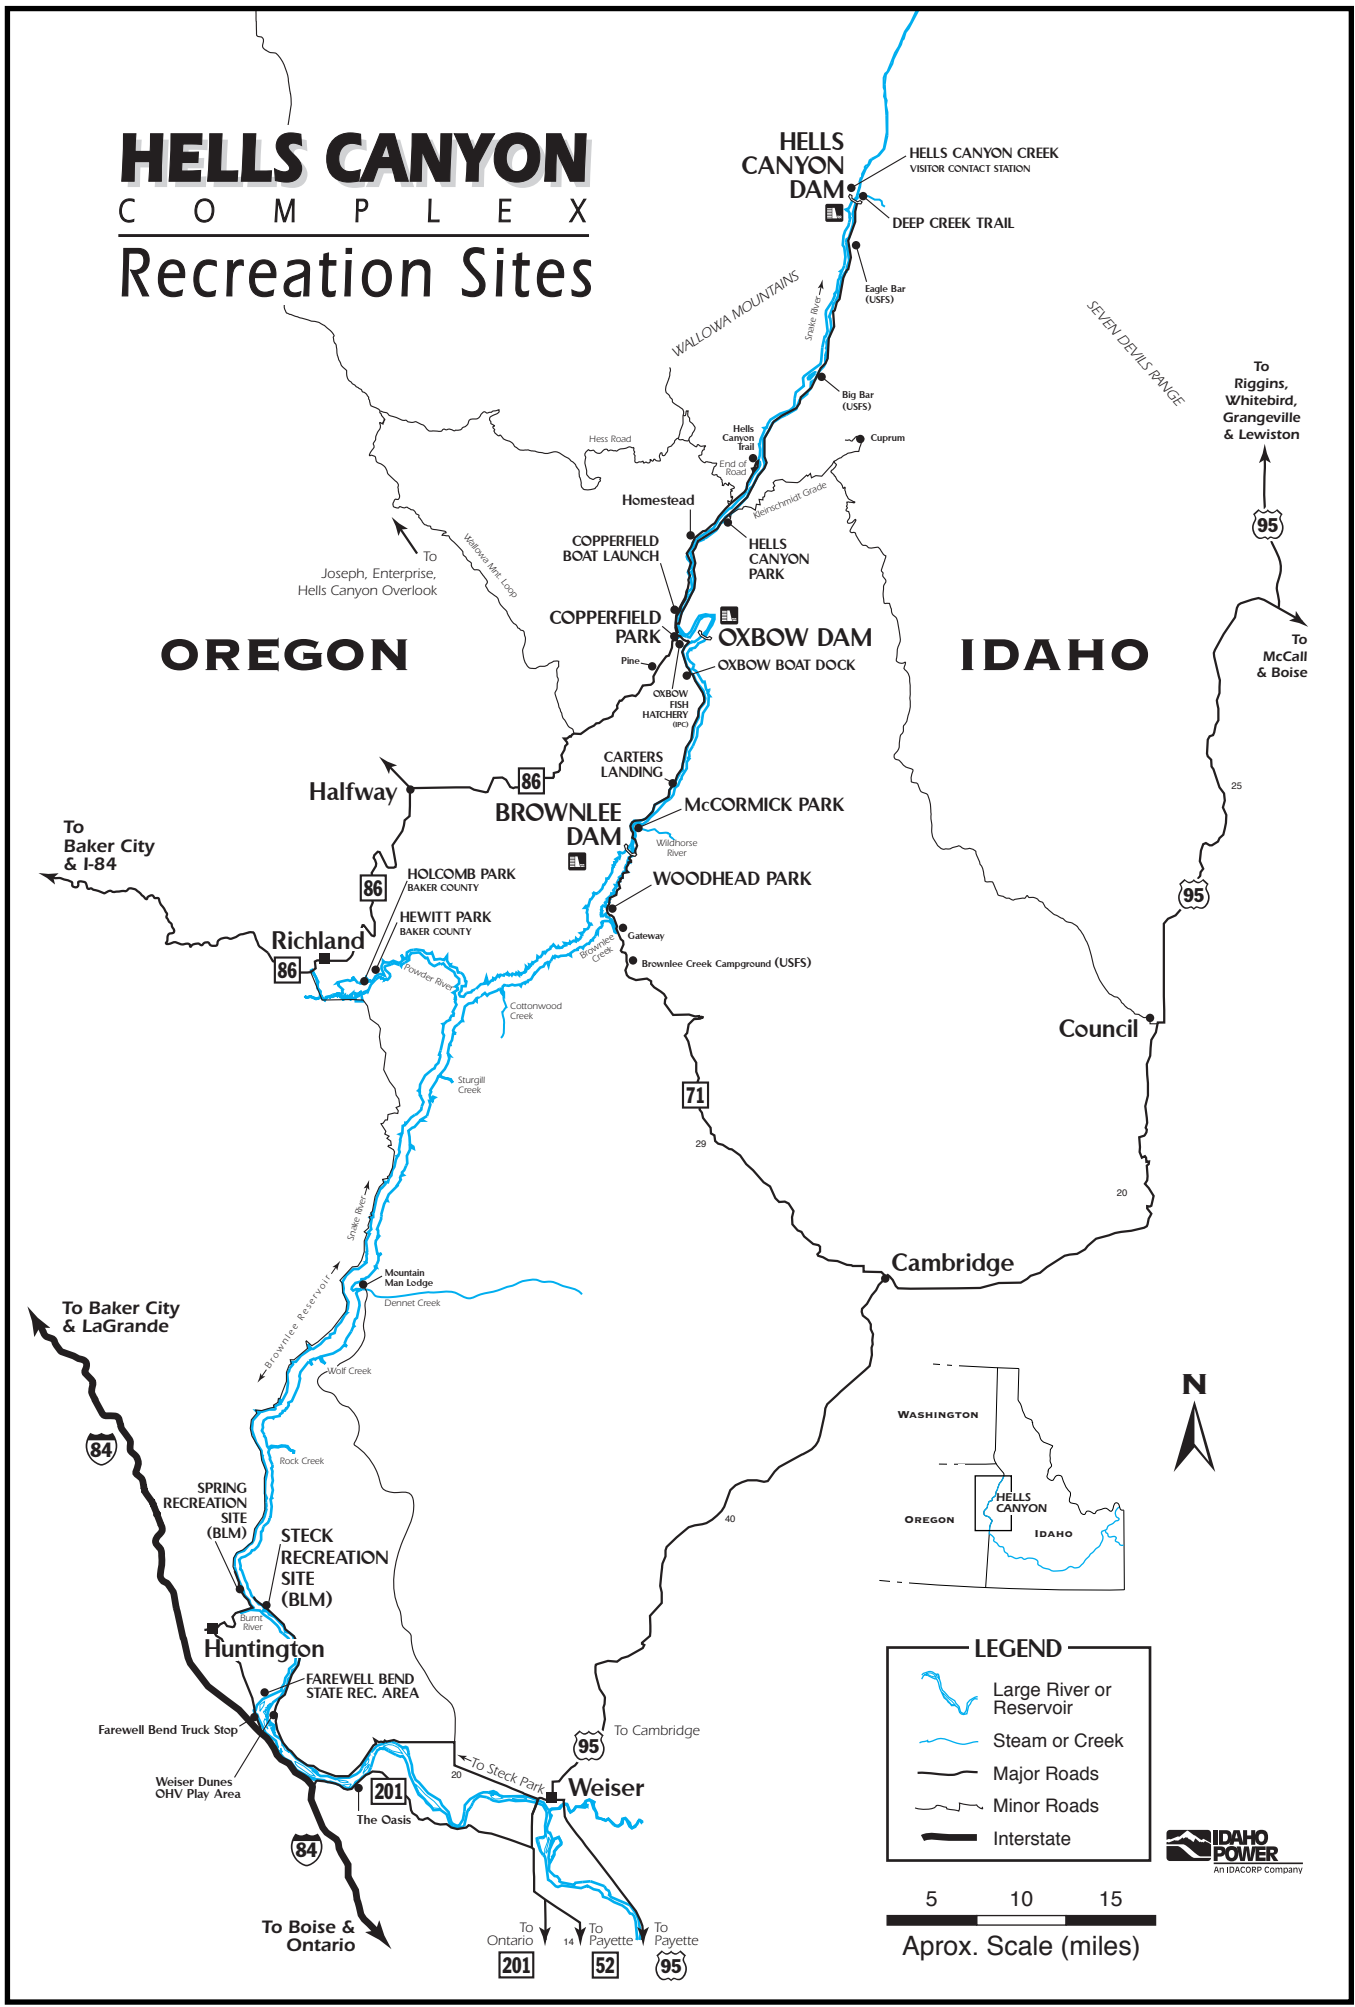 HELLS CANYON
COMPLEX
Recreation Sites
HELLS
CANYON
DAM
HELLS CANYON CREEK
VISITOR CONTACT STATION
DEEP CREEK TRAIL
Eagle Bar
(USFS)
WALLOWA MOUNTAINS
Snake River
SEVEN DEVILS RANGE
To
Riggins,
Whitebird,
Grangeville
& Lewiston
95
Big Bar
(USFS)
Hells
Canyon
Trail
End of
Road
Cuprum
Hess Road
Kleinschmidt Grade
Homestead
HELLS
CANYON
PARK
COPPERFIELD
BOAT LAUNCH
Wallowa Mnt. Loop
To
Joseph, Enterprise,
Hells Canyon Overlook
COPPERFIELD
PARK
OXBOW DAM
OREGON
IDAHO
To
McCall
& Boise
Pine
OXBOW BOAT DOCK
OXBOW
FISH
HATCHERY
(IPC)
CARTERS
LANDING
86
Halfway
25
BROWNLEE
DAM
McCORMICK PARK
Wildhorse
River
To
Baker City
& I-84
86
HOLCOMB PARK
BAKER COUNTY
WOODHEAD PARK
95
HEWITT PARK
BAKER COUNTY
Richland
86
Powder River
Brownlee
Creek
Gateway
Brownlee Creek Campground (USFS)
Cottonwood
Creek
Council
Sturgill
Creek
71
29
20
Snake River
Cambridge
Mountain
Man Lodge
Dennet Creek
Brownlee Reservoir
To Baker City
& LaGrande
Wolf Creek
84
Rock Creek
N
WASHINGTON
HELLS
CANYON
OREGON
IDAHO
SPRING
RECREATION
SITE
(BLM)
STECK
RECREATION
SITE
(BLM)
40
Burnt
River
Huntington
FAREWELL BEND
STATE REC. AREA
Farewell Bend Truck Stop
Weiser Dunes
OHV Play Area
LEGEND
Large River or
Reservoir
Steam or Creek
Major Roads
Minor Roads
Interstate
95
To Cambridge
To Steck Park
20
201
The Oasis
Weiser
84
To Boise &
Ontario
To
Ontario
201
14
To
Payette
52
To
Payette
95
IDAHO
POWER
An IDACORP Company
5 10 15
Aprox. Scale (miles)